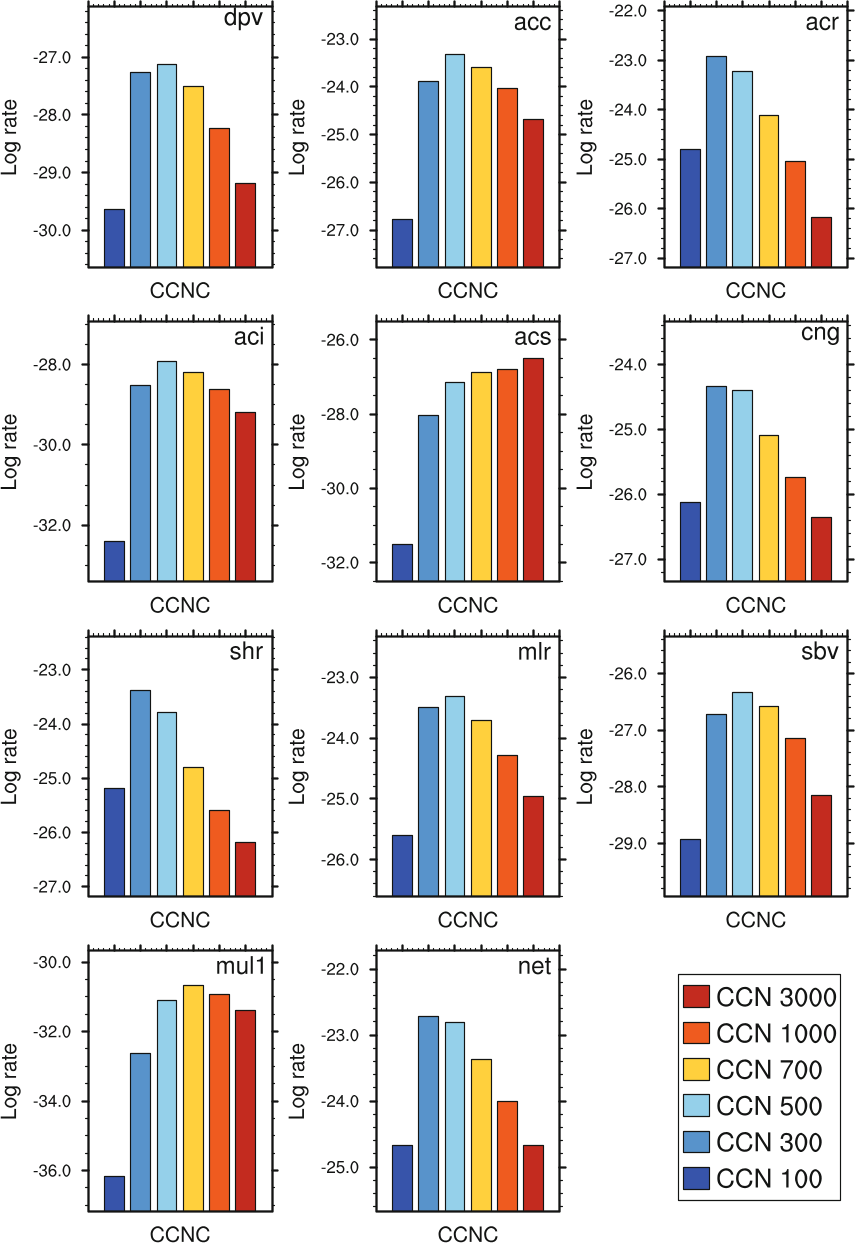 dpv
-27.0
-28.0
-29.0
-30.0
Log rate
CCNC
acc
-23.0
-24.0
-25.0
-26.0
-27.0
Log rate
CCNC
acr
-22.0
-23.0
-24.0
-25.0
-26.0
-27.0
Log rate
CCNC
aci
-28.0
-30.0
-32.0
Log rate
CCNC
acs
-26.0
-28.0
-30.0
-32.0
Log rate
CCNC
cng
-24.0
-25.0
-26.0
-27.0
Log rate
CCNC
shr
-23.0
-24.0
-25.0
-26.0
-27.0
Log rate
CCNC
mlr
-23.0
-24.0
-25.0
-26.0
Log rate
CCNC
sbv
-26.0
-27.0
-28.0
-29.0
Log rate
CCNC
mul1
-30.0
-32.0
-34.0
-36.0
Log rate
CCNC
net
-22.0
-23.0
-24.0
-25.0
Log rate
CCNC
CCN 3000
CCN 1000
CCN 700
CCN 500
CCN 300
CCN 100